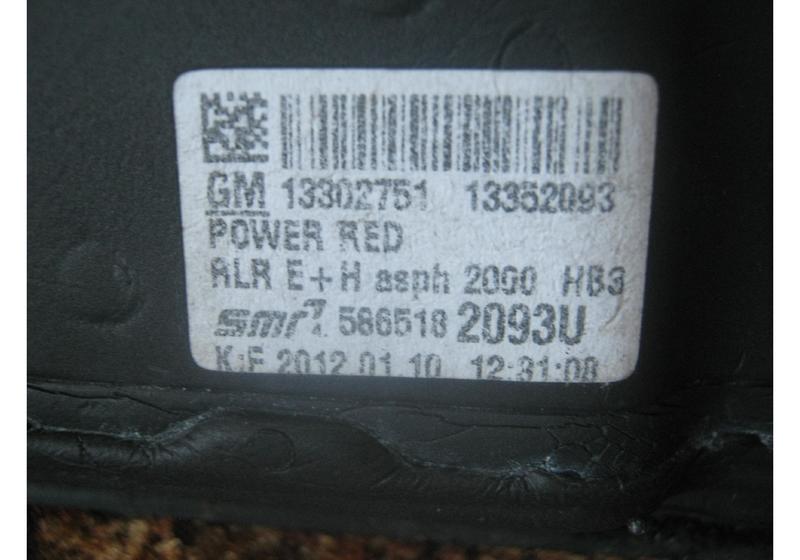 GM 13302751 13352093
POWER RED
RLR E+H asph 2000 HB3
smr 586518 2093U
K:F 2012.01.10 12:31:08